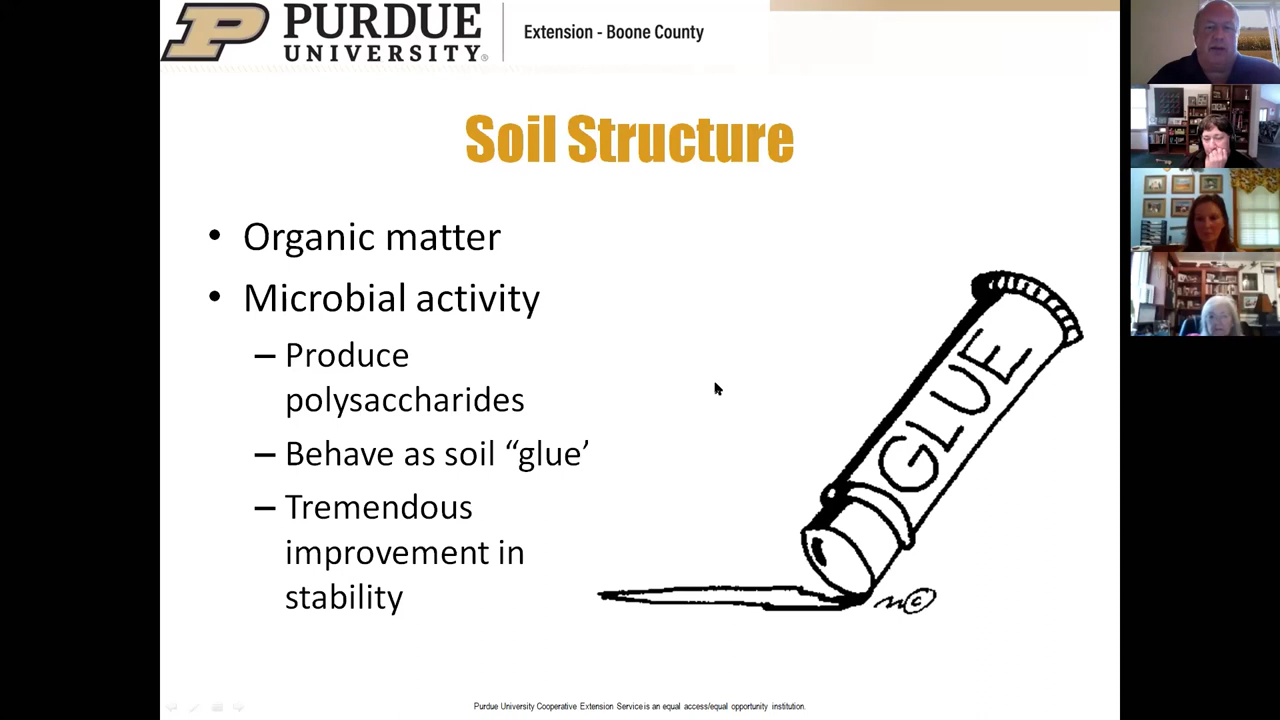 PURDUE
UNIVERSITY®
Extension - Boone County
Soil Structure
• Organic matter
• Microbial activity
– Produce
polysaccharides
– Behave as soil “glue’
– Tremendous
improvement in
stability
GLUE
©
Purdue University Cooperative Extension Service is an equal access/equal opportunity institution.